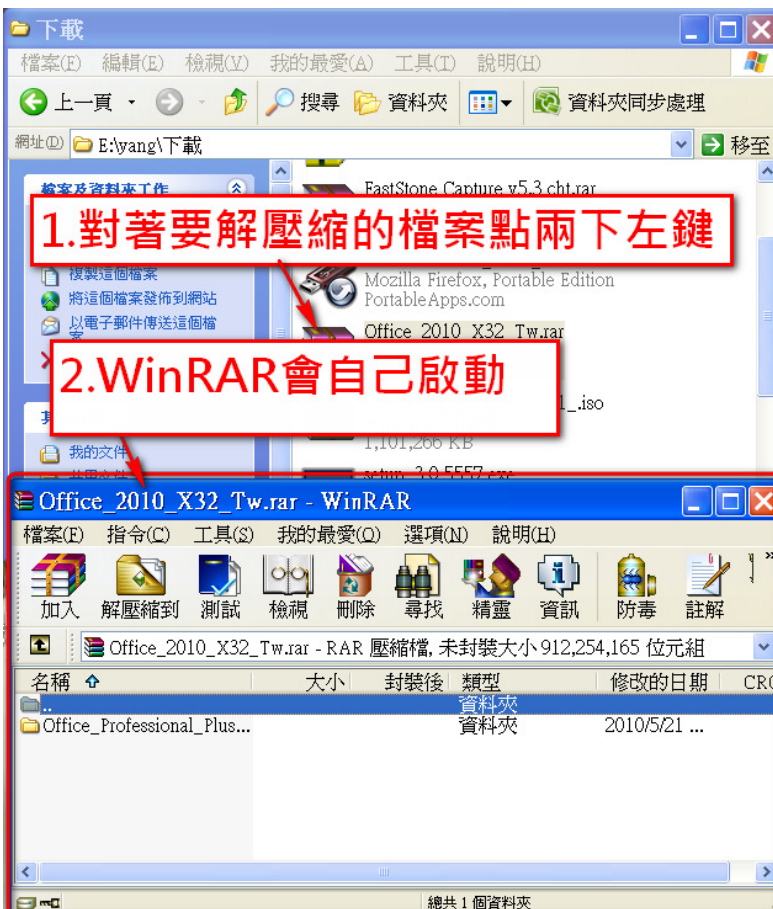 下載
檔案(F) 編輯(E) 檢視(V) 我的最愛(A) 工具(T) 說明(H)
上一頁 搜尋 資料夾 資料夾同步處理
網址(D) E:\yang\下載 移至
檔案及資料夾工作
FastStone Capture v5.3 cht.rar
1.對著要解壓縮的檔案點兩下左鍵
複製這個檔案
將這個檔案發佈到網站
以電子郵件傳送這個檔案
Mozilla Firefox, Portable Edition
PortableApps.com
Office_2010_X32_Tw.rar
2.WinRAR會自己啟動
1_.iso
1,101,266 KB
我的文件
setup_3.0.5557.exe
Office_2010_X32_Tw.rar - WinRAR
檔案(F) 指令(C) 工具(S) 我的最愛(O) 選項(N) 說明(H)
加入 解壓縮到 測試 檢視 刪除 尋找 精靈 資訊 防毒 註解
Office_2010_X32_Tw.rar - RAR 壓縮檔, 未封裝大小 912,254,165 位元組
名稱 大小 封裝後 類型 修改的日期 CRC
.. 資料夾
Office_Professional_Plus... 資料夾 2010/5/21 ...
總共 1 個資料夾